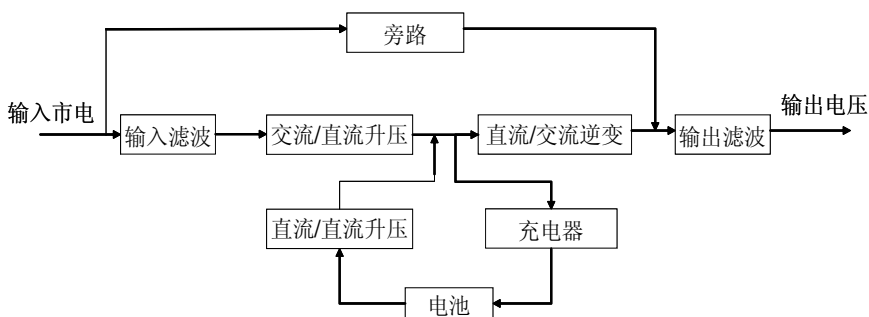 旁路
输入市电
输出电压
输入滤波
交流/直流升压
直流/交流逆变
输出滤波
直流/直流升压
充电器
电池